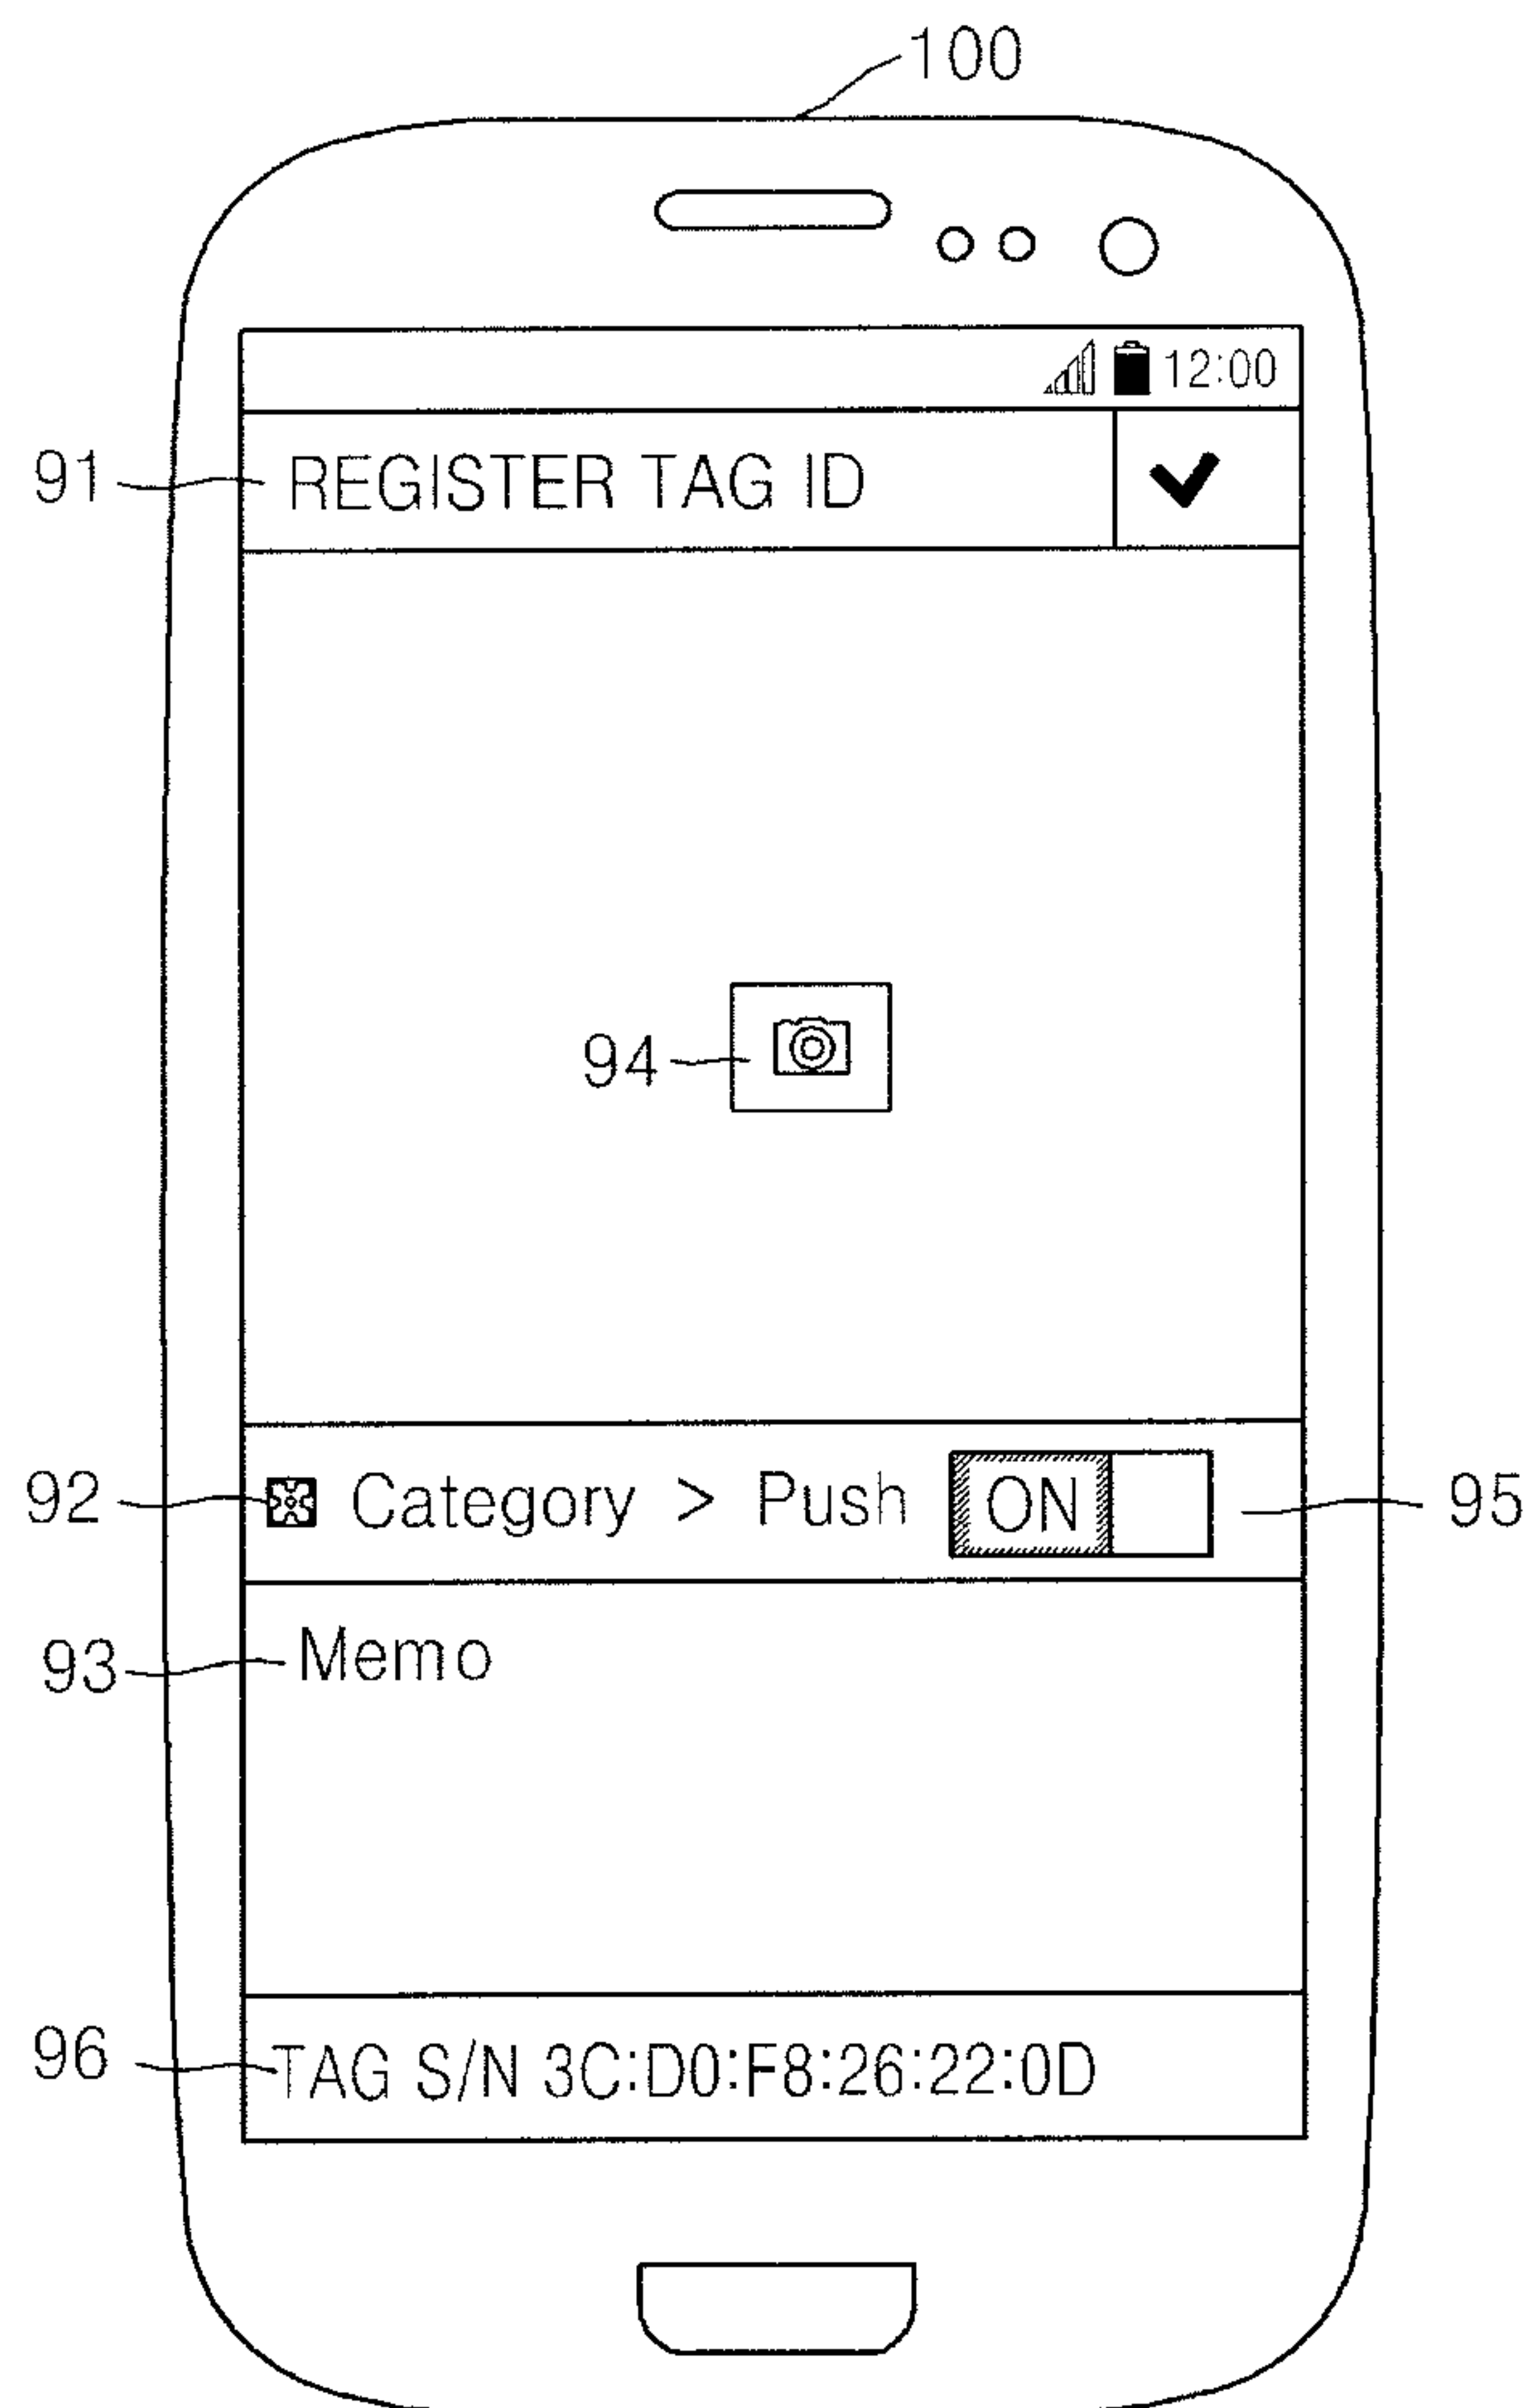 100
12:00
91 REGISTER TAG ID
94
92 Category > Push ON 95
93 Memo
96 TAG S/N 3C:D0:F8:26:22:0D